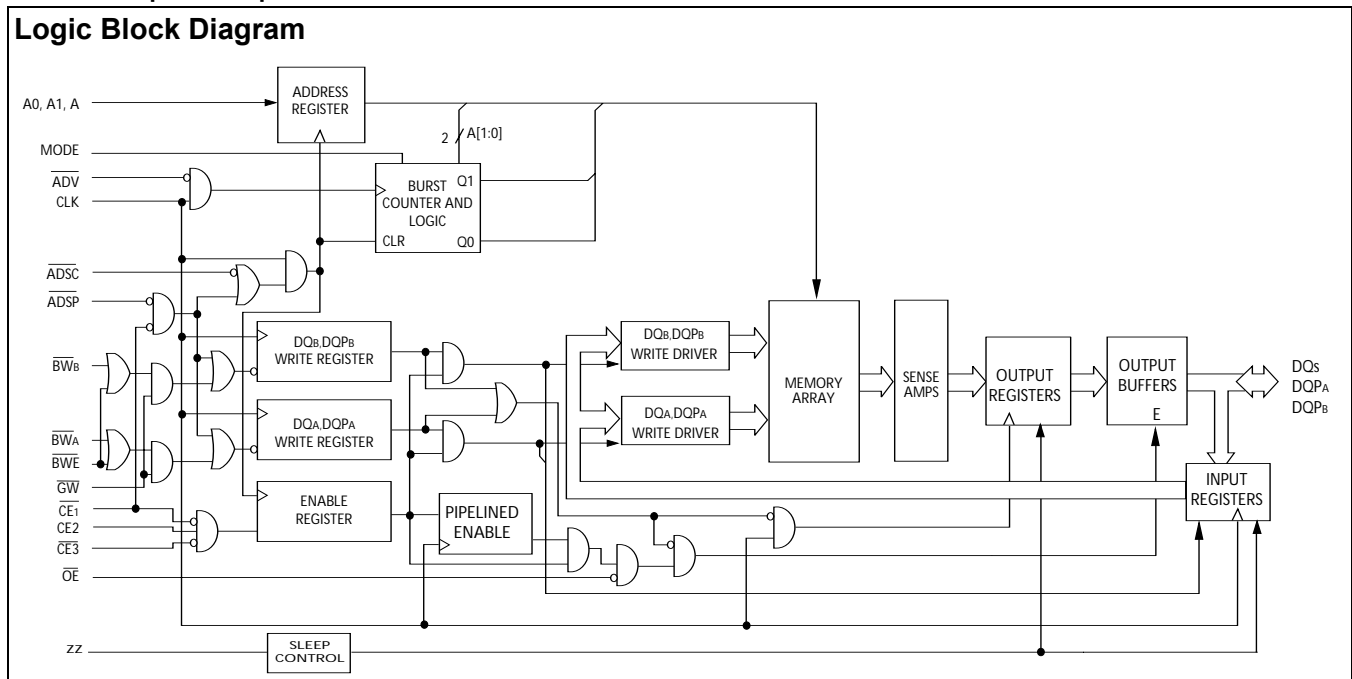 Logic Block Diagram
A0, A1, A
ADDRESS
REGISTER
MODE
2
A[1:0]
ADV
CLK
BURST
COUNTER AND
LOGIC
Q1
CLR
Q0
ADSC
ADSP
BWB
DQB,DQPB
WRITE REGISTER
DQB,DQPB
WRITE DRIVER
MEMORY
ARRAY
SENSE
AMPS
OUTPUT
REGISTERS
OUTPUT
BUFFERS
E
DQs
DQPA
DQPB
BWA
BWE
DQA,DQPA
WRITE REGISTER
DQA,DQPA
WRITE DRIVER
GW
CE1
CE2
CE3
ENABLE
REGISTER
PIPELINED
ENABLE
INPUT
REGISTERS
OE
ZZ
SLEEP
CONTROL